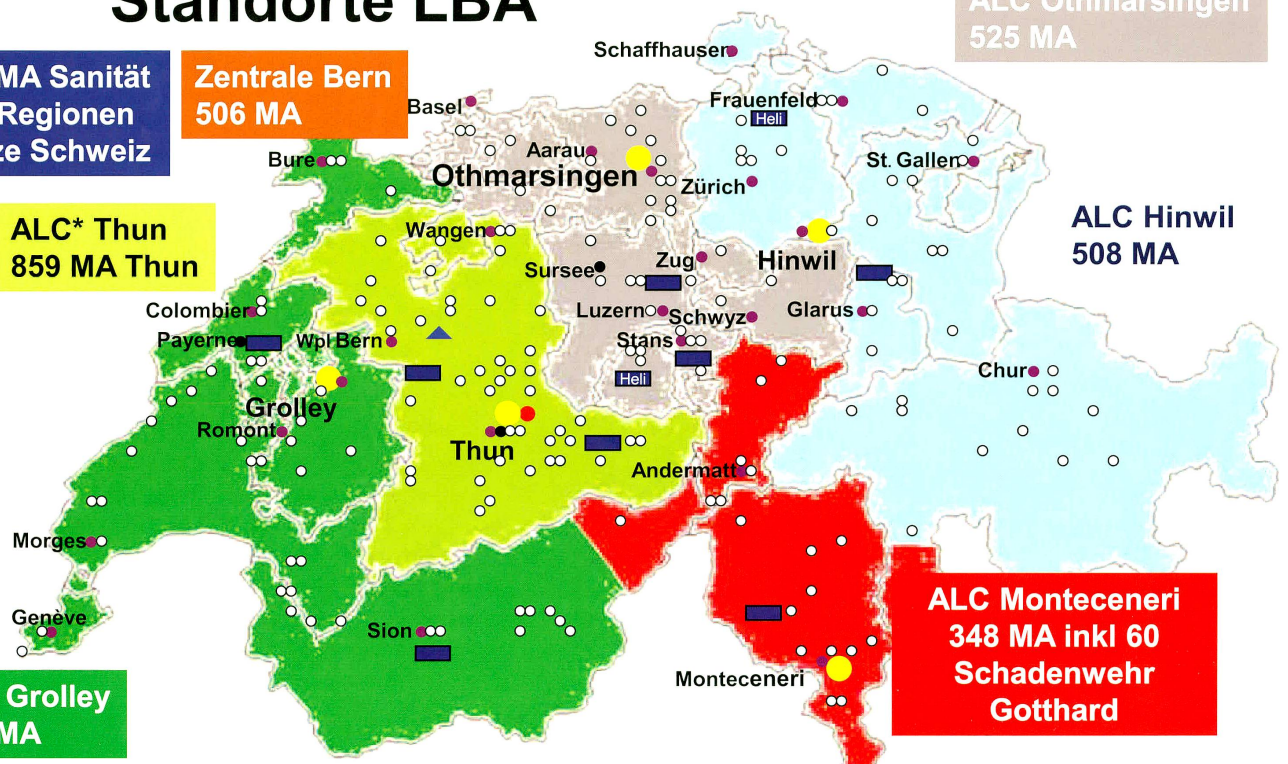 Standorte LBA
ALC Othmarsingen
525 MA
MA Sanität
Regionen
ze Schweiz
Zentrale Bern
506 MA
ALC* Thun
859 MA Thun
ALC Hinwil
508 MA
Schaffhausen
Basel
Frauenfeld
Heli
Bure
Aarau
Othmarsingen
Zürich
St. Gallen
Wangen
Sursee
Zug
Hinwil
Colombier
Luzern
Schwyz
Glarus
Payerne
Wpl Bern
Stans
Heli
Chur
Grolley
Romont
Thun
Andermatt
Morges
Genève
Sion
Monteceneri
ALC Monteceneri
348 MA inkl 60
Schadenwehr
Gotthard
Grolley
MA